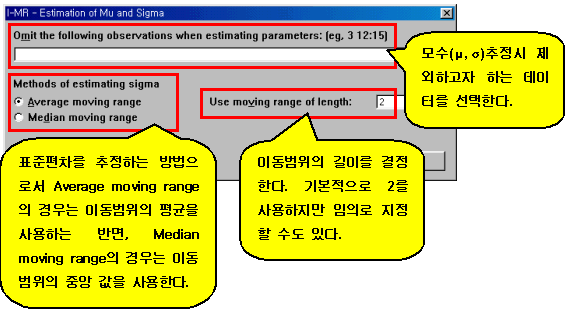 I-MR - Estimation of Mu and Sigma
Omit the following observations when estimating parameters: (eg, 3 12:15)
모수(μ,σ)추정시 제
외하고자 하는 데이
터를 선택한다.
Methods of estimating sigma
Average moving range
Median moving range
Use moving range of length:
2
표준편차를 추정하는 방법으
로서 Average moving range
의 경우는 이동범위의 평균을
사용하는 반면, Median
moving range의 경우는 이동
범위의 중앙 값을 사용한다.
이동범위의 길이를 결정
한다. 기본적으로 2를
사용하지만 임의로 지정
할 수도 있다.